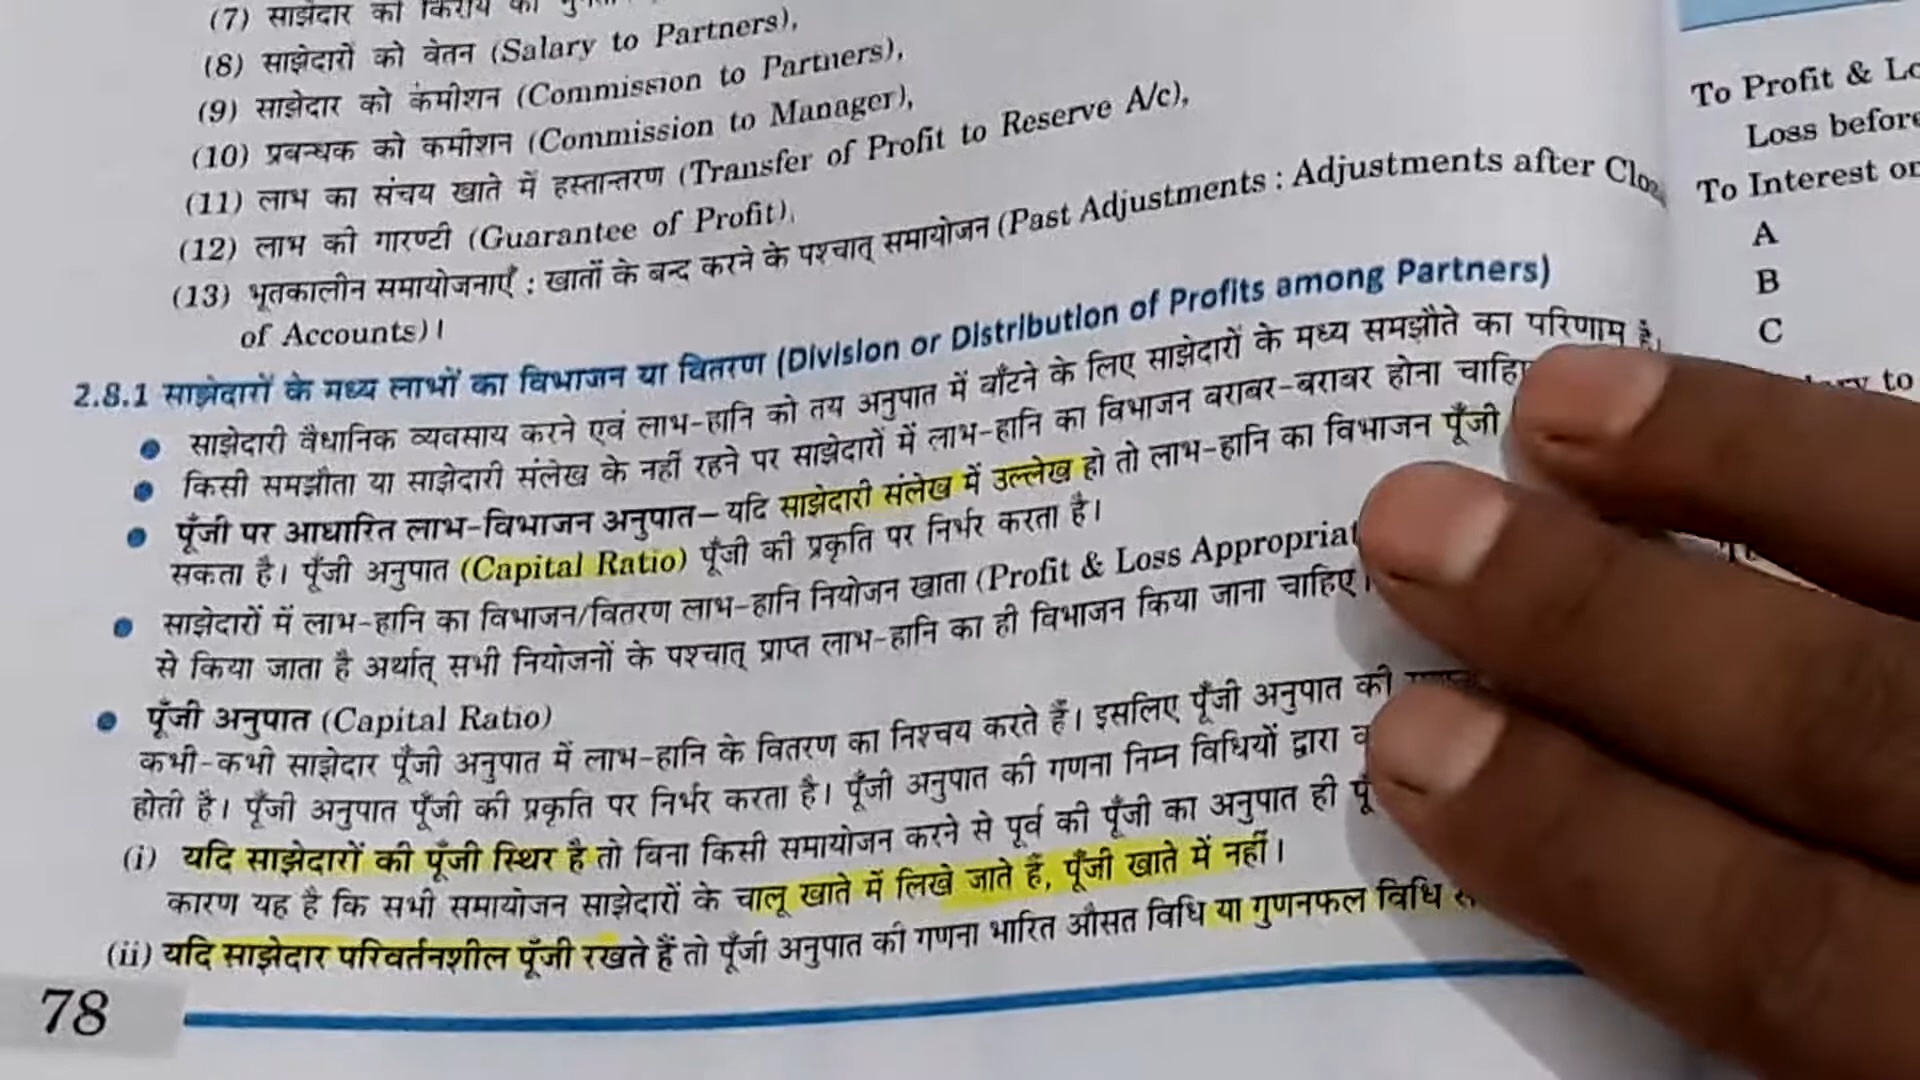 (7) साझेदार को किराये का
(8) साझेदारों को वेतन (Salary to Partners),
(9) साझेदार को कमीशन (Commission to Partners),
(10) प्रबन्धक को कमीशन (Commission to Manager),
(11) लाभ का संचय खाते में हस्तान्तरण (Transfer of Profit to Reserve A/c),
(12) लाभ की गारण्टी (Guarantee of Profit),
(13) भूतकालीन समायोजनाएँ : खातों के बन्द करने के पश्चात् समायोजन (Past Adjustments : Adjustments after
of Accounts)।
2.8.1 साझेदारों के मध्य लाभों का विभाजन या वितरण (Division or Distribution of Profits among Partners)
● साझेदारी वैधानिक व्यवसाय करने एवं लाभ-हानि को तय अनुपात में बाँटने के लिए साझेदारों के मध्य समझौते का परिणाम है।
● किसी समझौता या साझेदारी संलेख के नहीं रहने पर साझेदारों में लाभ-हानि का विभाजन बराबर-बराबर होना चाहिए
● पूँजी पर आधारित लाभ-विभाजन अनुपात–यदि साझेदारी संलेख में उल्लेख हो तो लाभ-हानि का विभाजन पूँजी
सकता है। पूँजी अनुपात (Capital Ratio) पूँजी की प्रकृति पर निर्भर करता है।
● साझेदारों में लाभ-हानि का विभाजन/वितरण लाभ-हानि नियोजन खाता (Profit & Loss
से किया जाता है अर्थात् सभी नियोजनों के पश्चात् प्राप्त लाभ-हानि का ही विभाजन किया जाना चाहिए।
● पूँजी अनुपात (Capital Ratio)
कभी-कभी साझेदार पूँजी अनुपात में लाभ-हानि के वितरण का निश्चय करते हैं। इसलिए पूँजी अनुपात की
होती है। पूँजी अनुपात पूँजी की प्रकृति पर निर्भर करता है। पूँजी अनुपात की गणना निम्न विधियों द्वारा
(i) यदि साझेदारों की पूँजी स्थिर है तो बिना किसी समायोजन करने से पूर्व की पूँजी का अनुपात ही
कारण यह है कि सभी समायोजन साझेदारों के चालू खाते में लिखे जाते हैं, पूँजी खाते में नहीं।
(ii) यदि साझेदार परिवर्तनशील पूँजी रखते हैं तो पूँजी अनुपात की गणना भारित औसत विधि या गुणनफल विधि
78
To Profit &
Loss before
To Interest
A
B
C
to